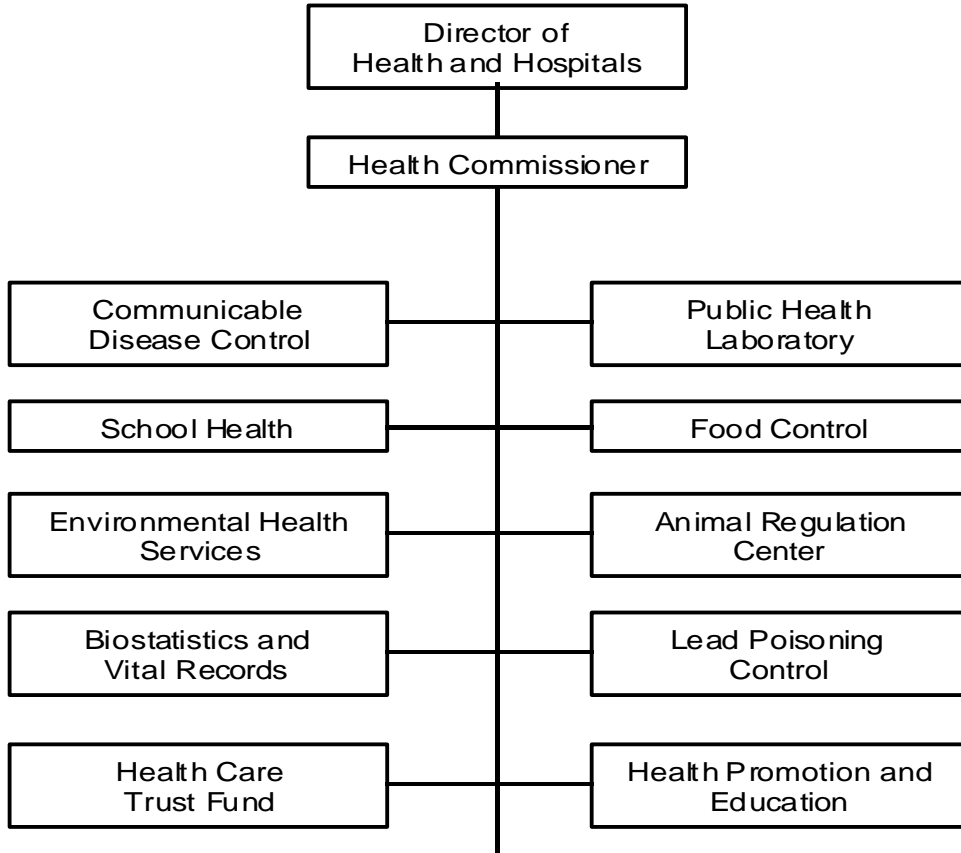 Director of
Health and Hospitals
Health Commissioner
Communicable
Disease Control
Public Health
Laboratory
School Health
Food Control
Environmental Health
Services
Animal Regulation
Center
Biostatistics and
Vital Records
Lead Poisoning
Control
Health Care
Trust Fund
Health Promotion and
Education